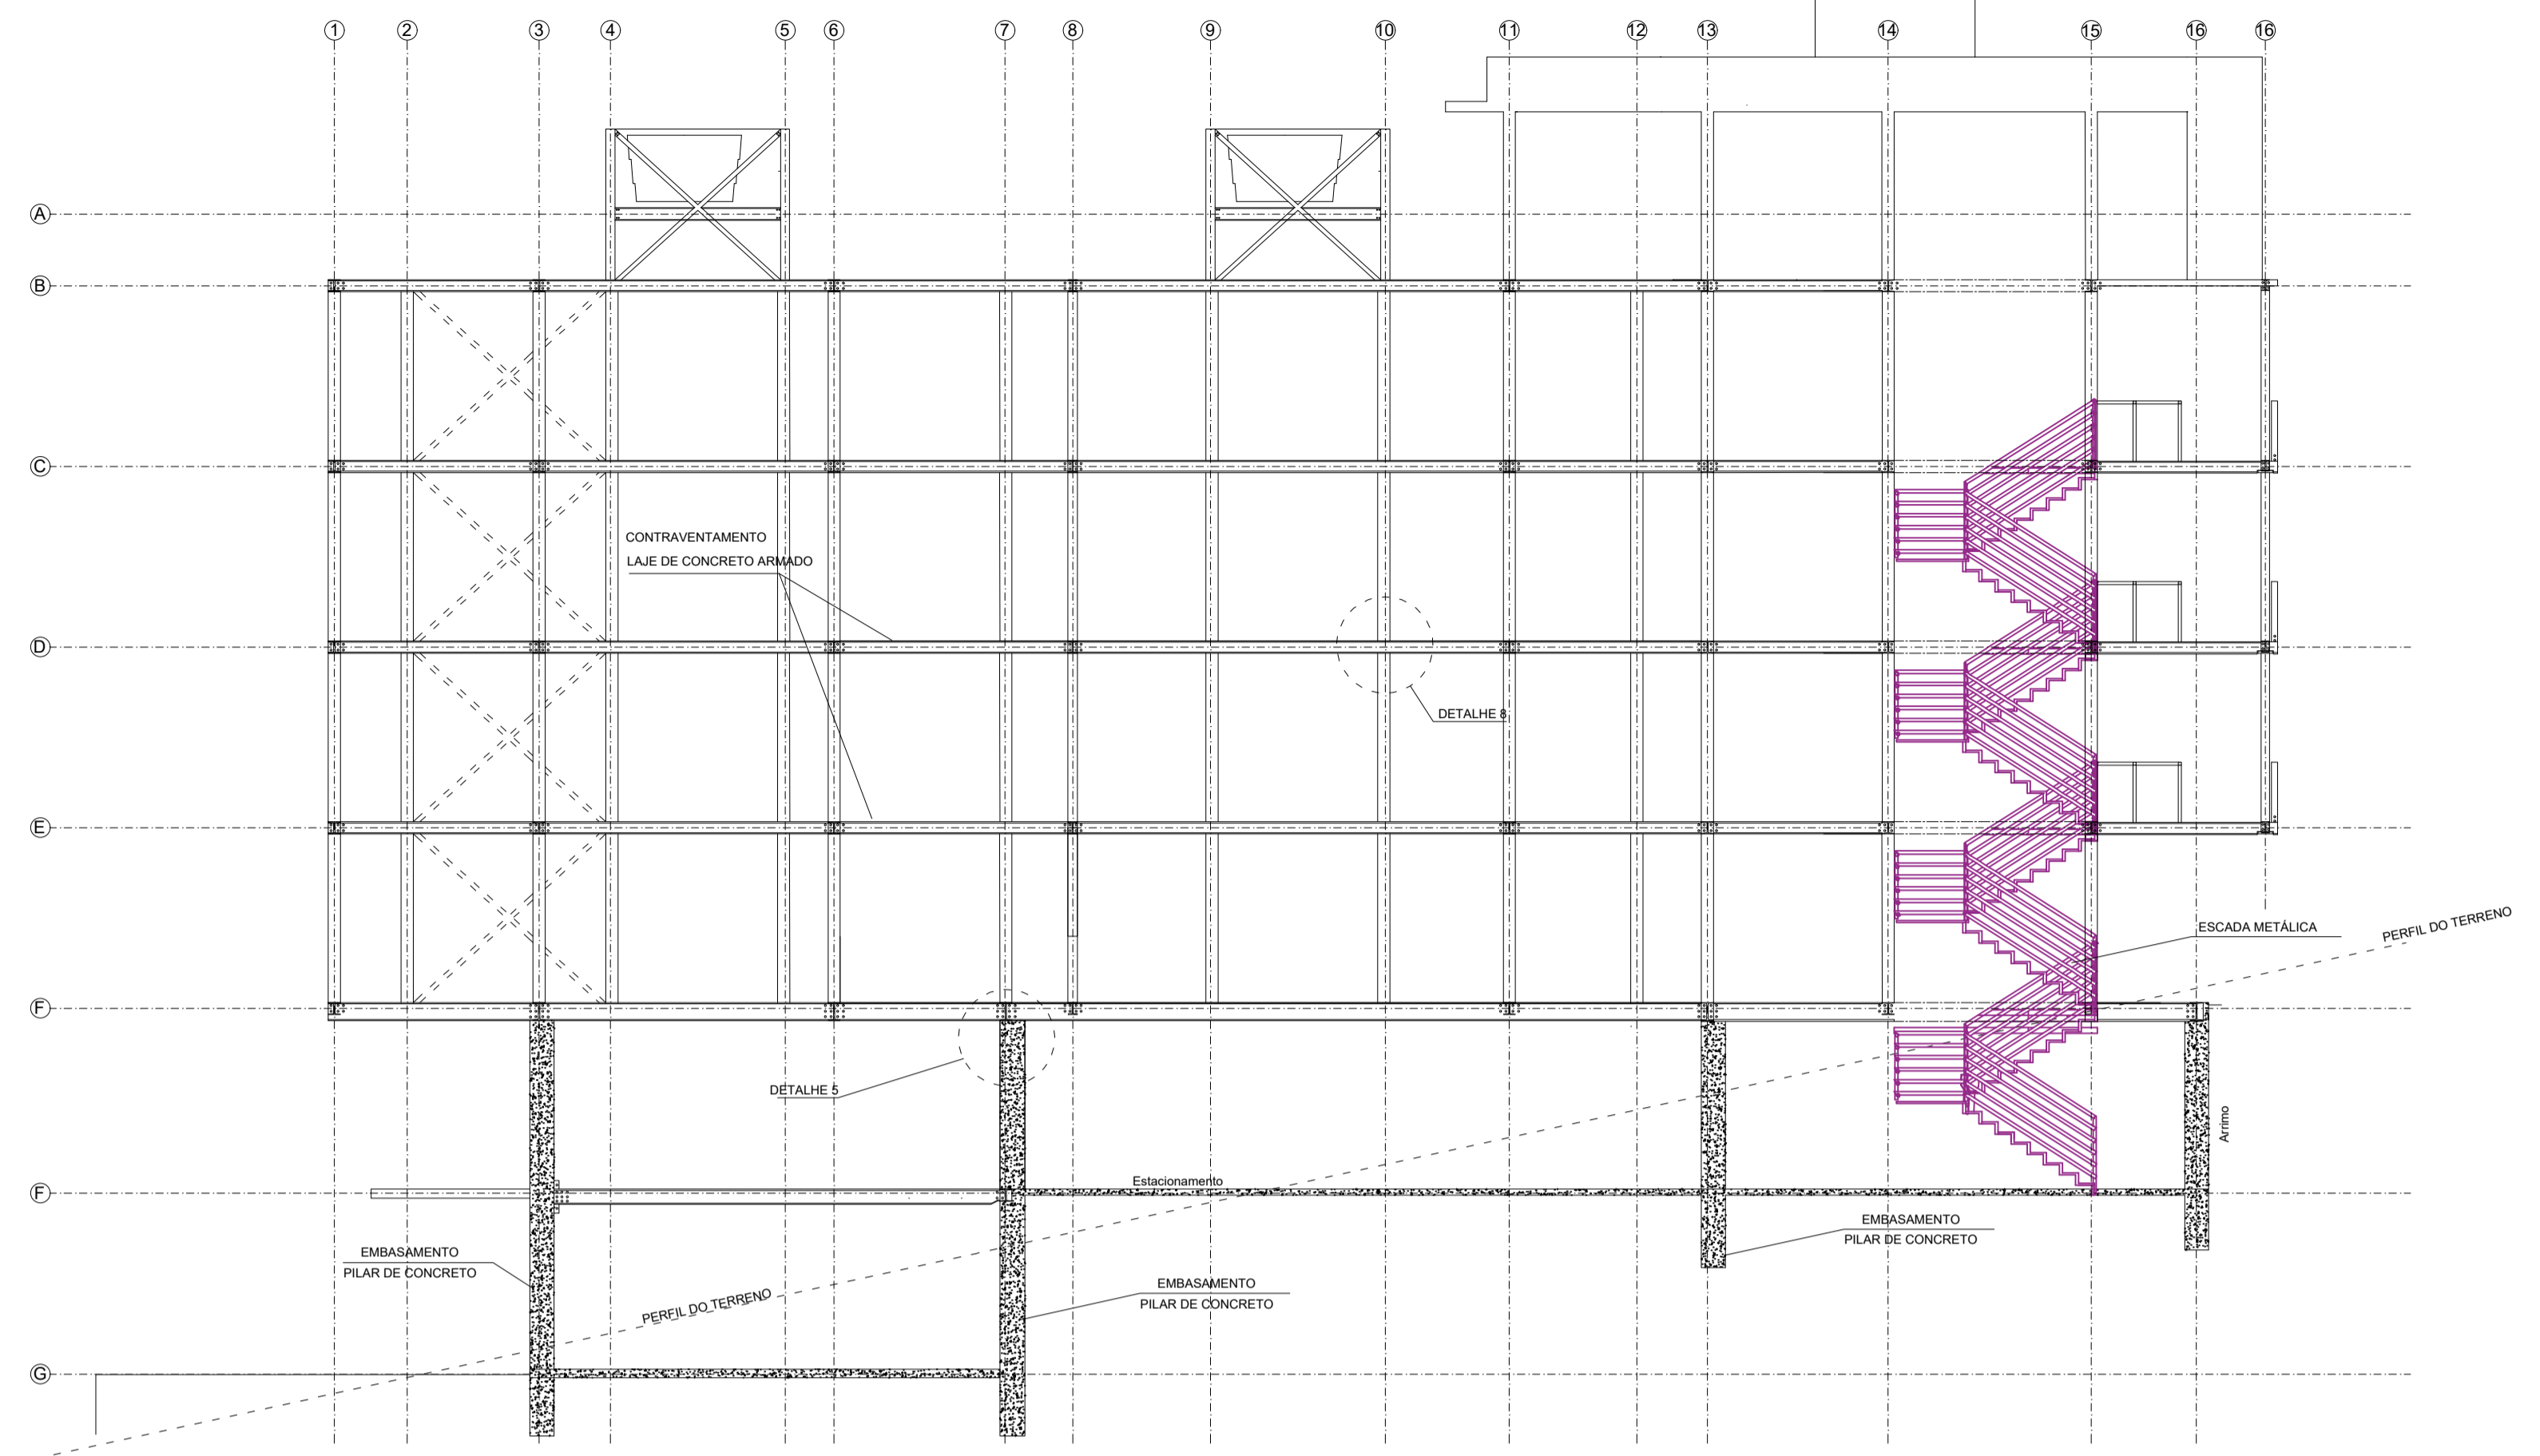 1 2 3 4 5 6 7 8 9 10 11 12 13 14 15 16 16
A
B
C
CONTRAVENTAMENTO
LAJE DE CONCRETO ARMADO
D
DETALHE 8
E
ESCADA METÁLICA
PERFIL DO TERRENO
F
DETALHE 5
Arrimo
Estacionamento
F
EMBASAMENTO
PILAR DE CONCRETO
EMBASAMENTO
PILAR DE CONCRETO
EMBASAMENTO
PILAR DE CONCRETO
PERFIL DO TERRENO
G